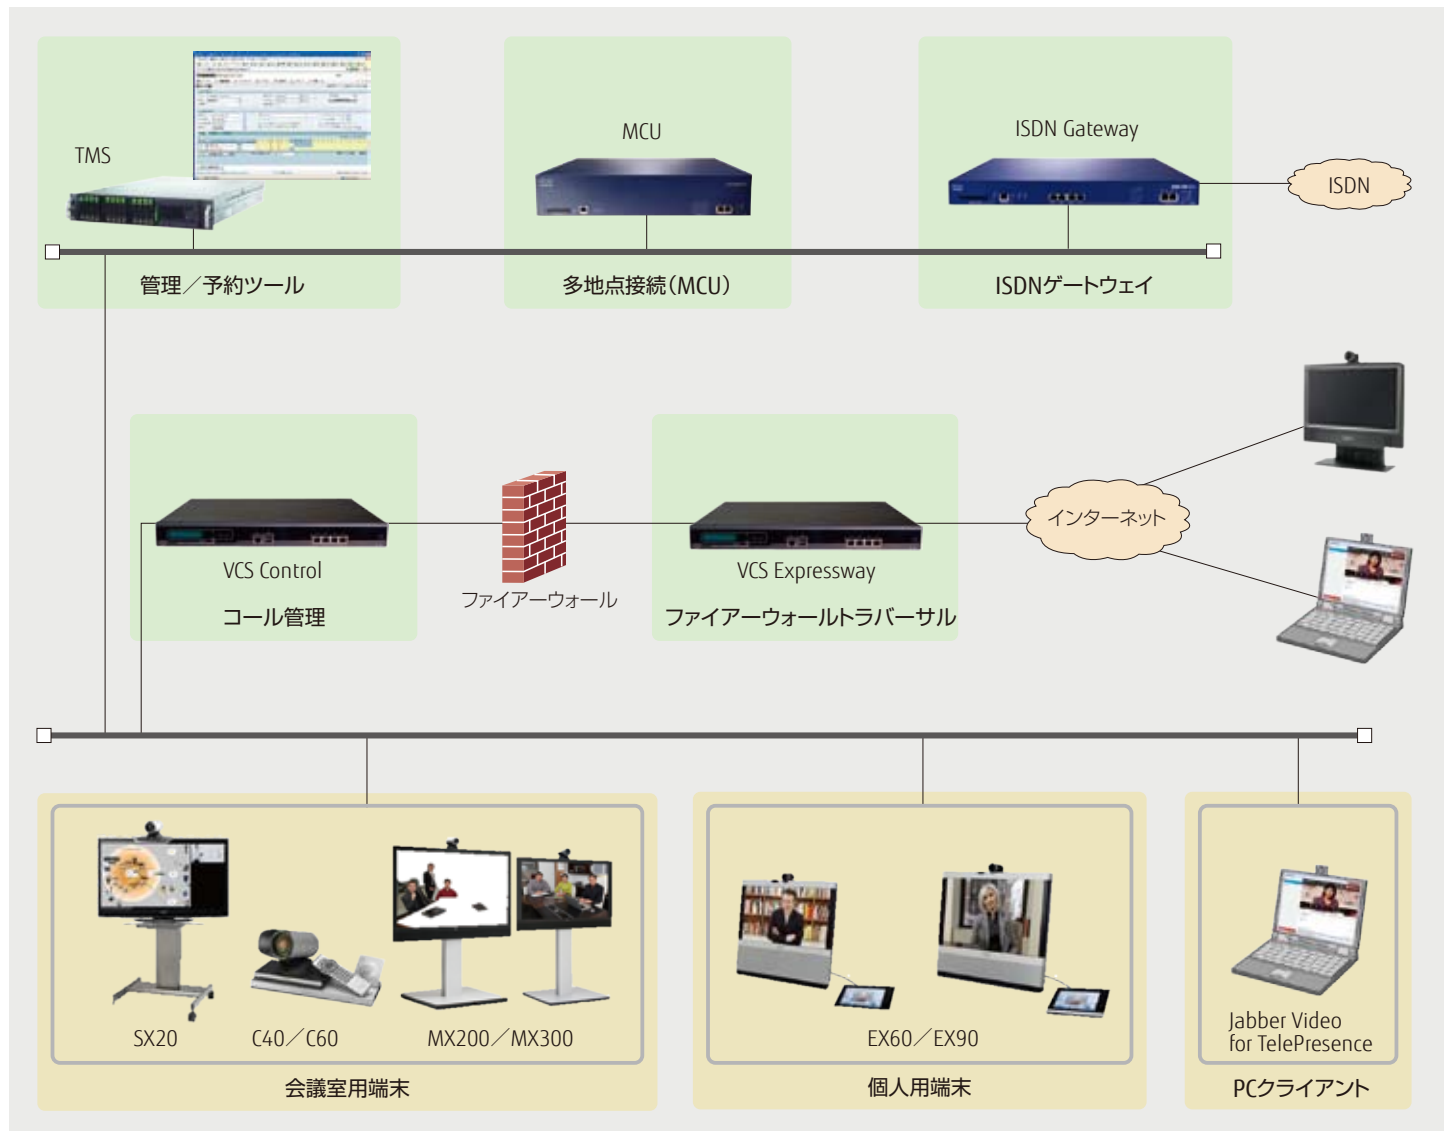 TMS
MCU
ISDN Gateway
ISDN
管理／予約ツール
多地点接続（MCU）
ISDNゲートウェイ
インターネット
VCS Control
コール管理
ファイアーウォール
VCS Expressway
ファイアーウォールトラバーサル
SX20
C40／C60
MX200／MX300
会議室用端末
EX60／EX90
個人用端末
Jabber Video
for TelePresence
PCクライアント